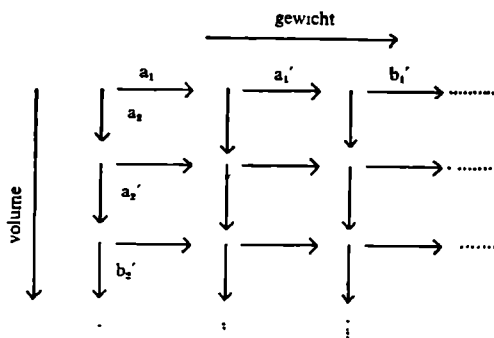 gewicht
a₁ a₁′ b₁′
a₂
volume
a₂′
b₂′